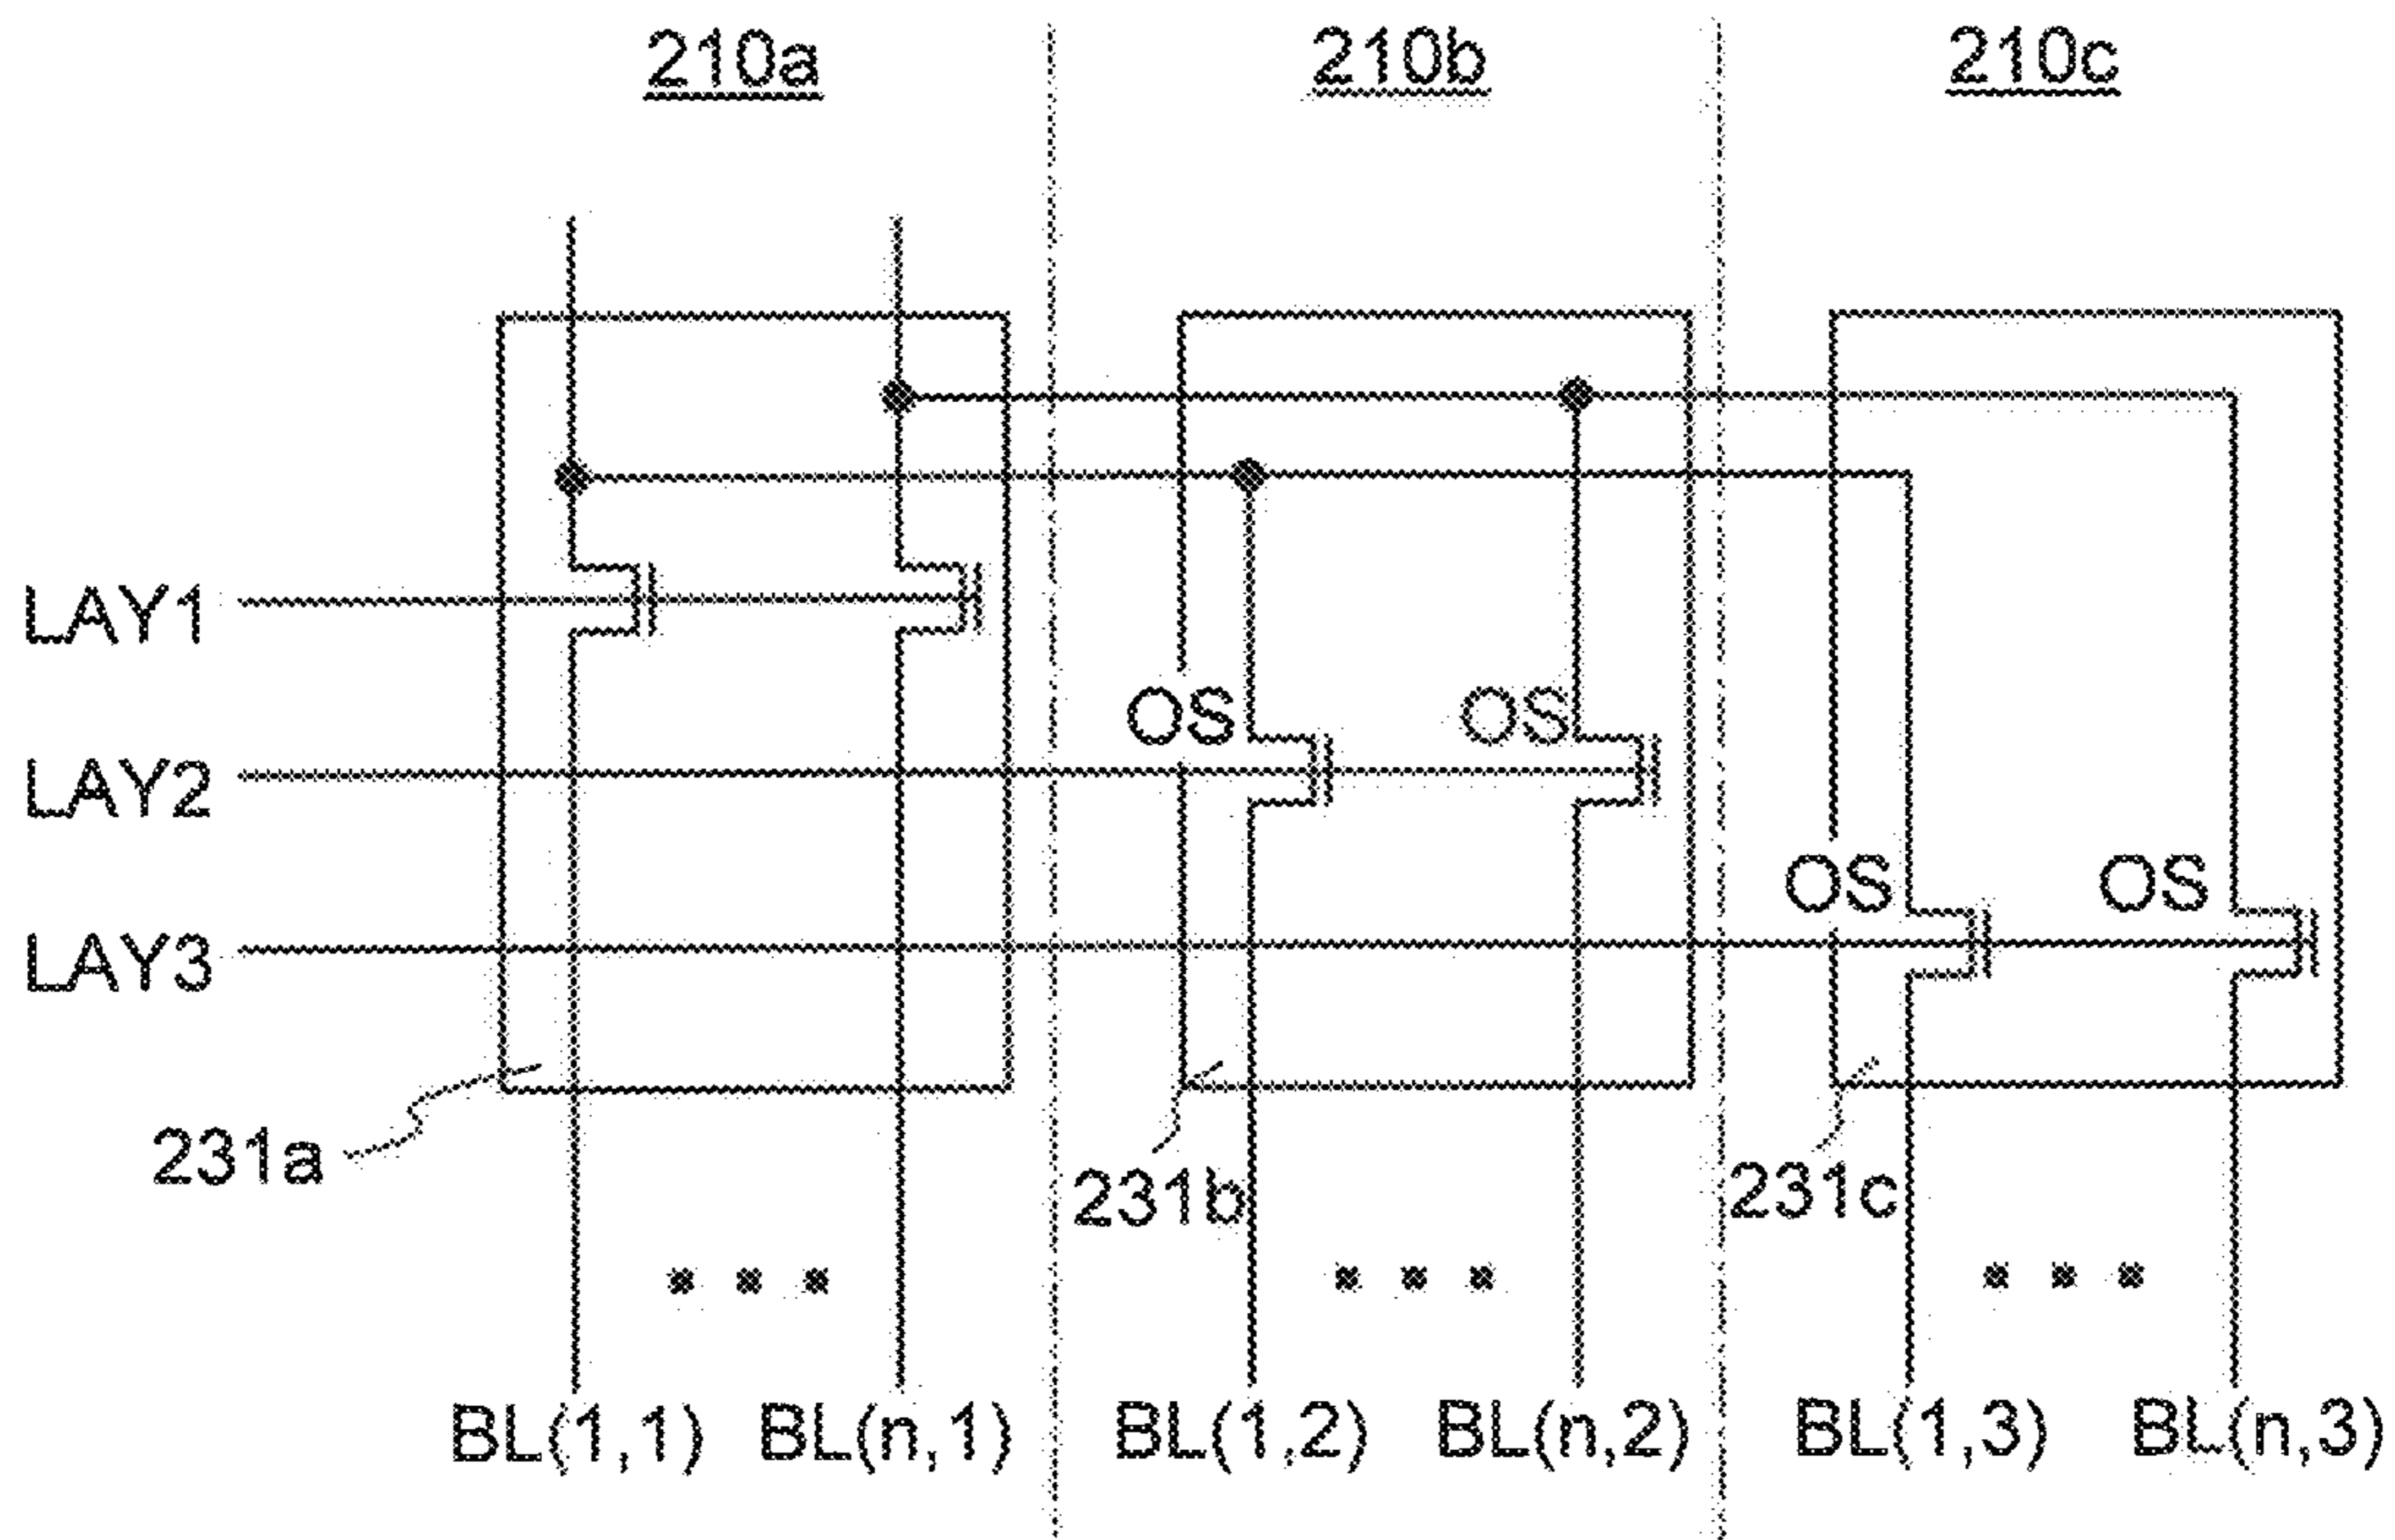 210a 210b 210c
LAY1
OS OS
LAY2
OS OS
LAY3
231a 231b 231c
BL(1,1) BL(n,1) BL(1,2) BL(n,2) BL(1,3) BL(n,3)